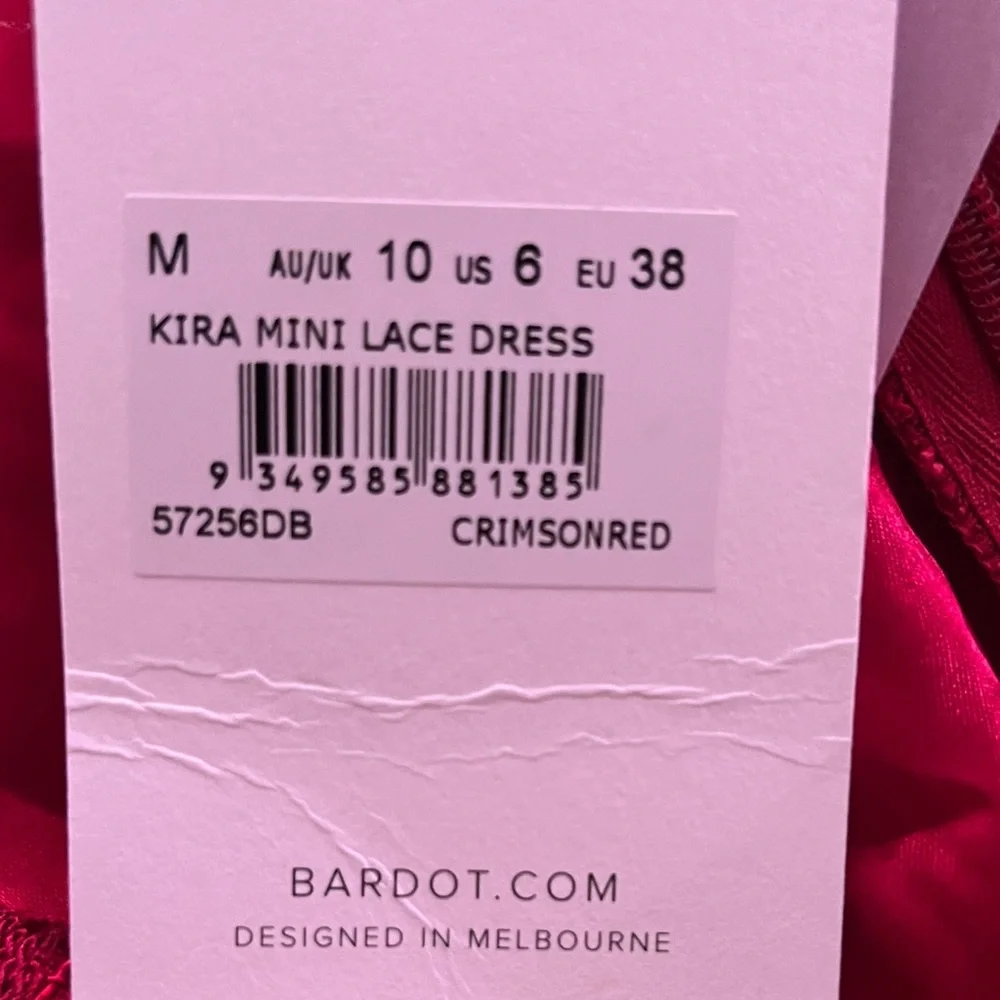 M AU/UK 10 US 6 EU 38
KIRA MINI LACE DRESS
9 349585 881385
57256DB CRIMSONRED
BARDOT.COM
DESIGNED IN MELBOURNE